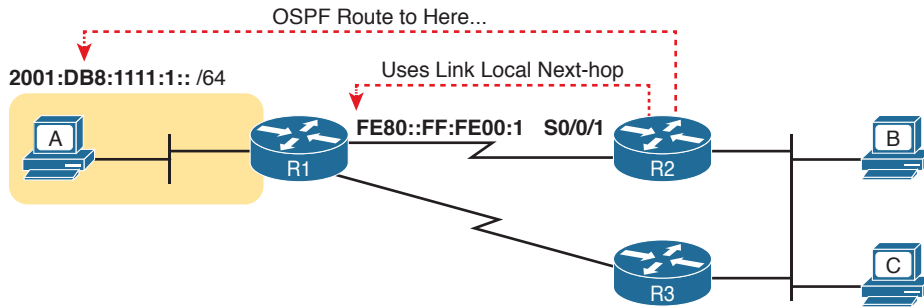 OSPF Route to Here...
2001:DB8:1111:1:: /64
Uses Link Local Next-hop
FE80::FF:FE00:1 S0/0/1
A
R1
R2
B
R3
C